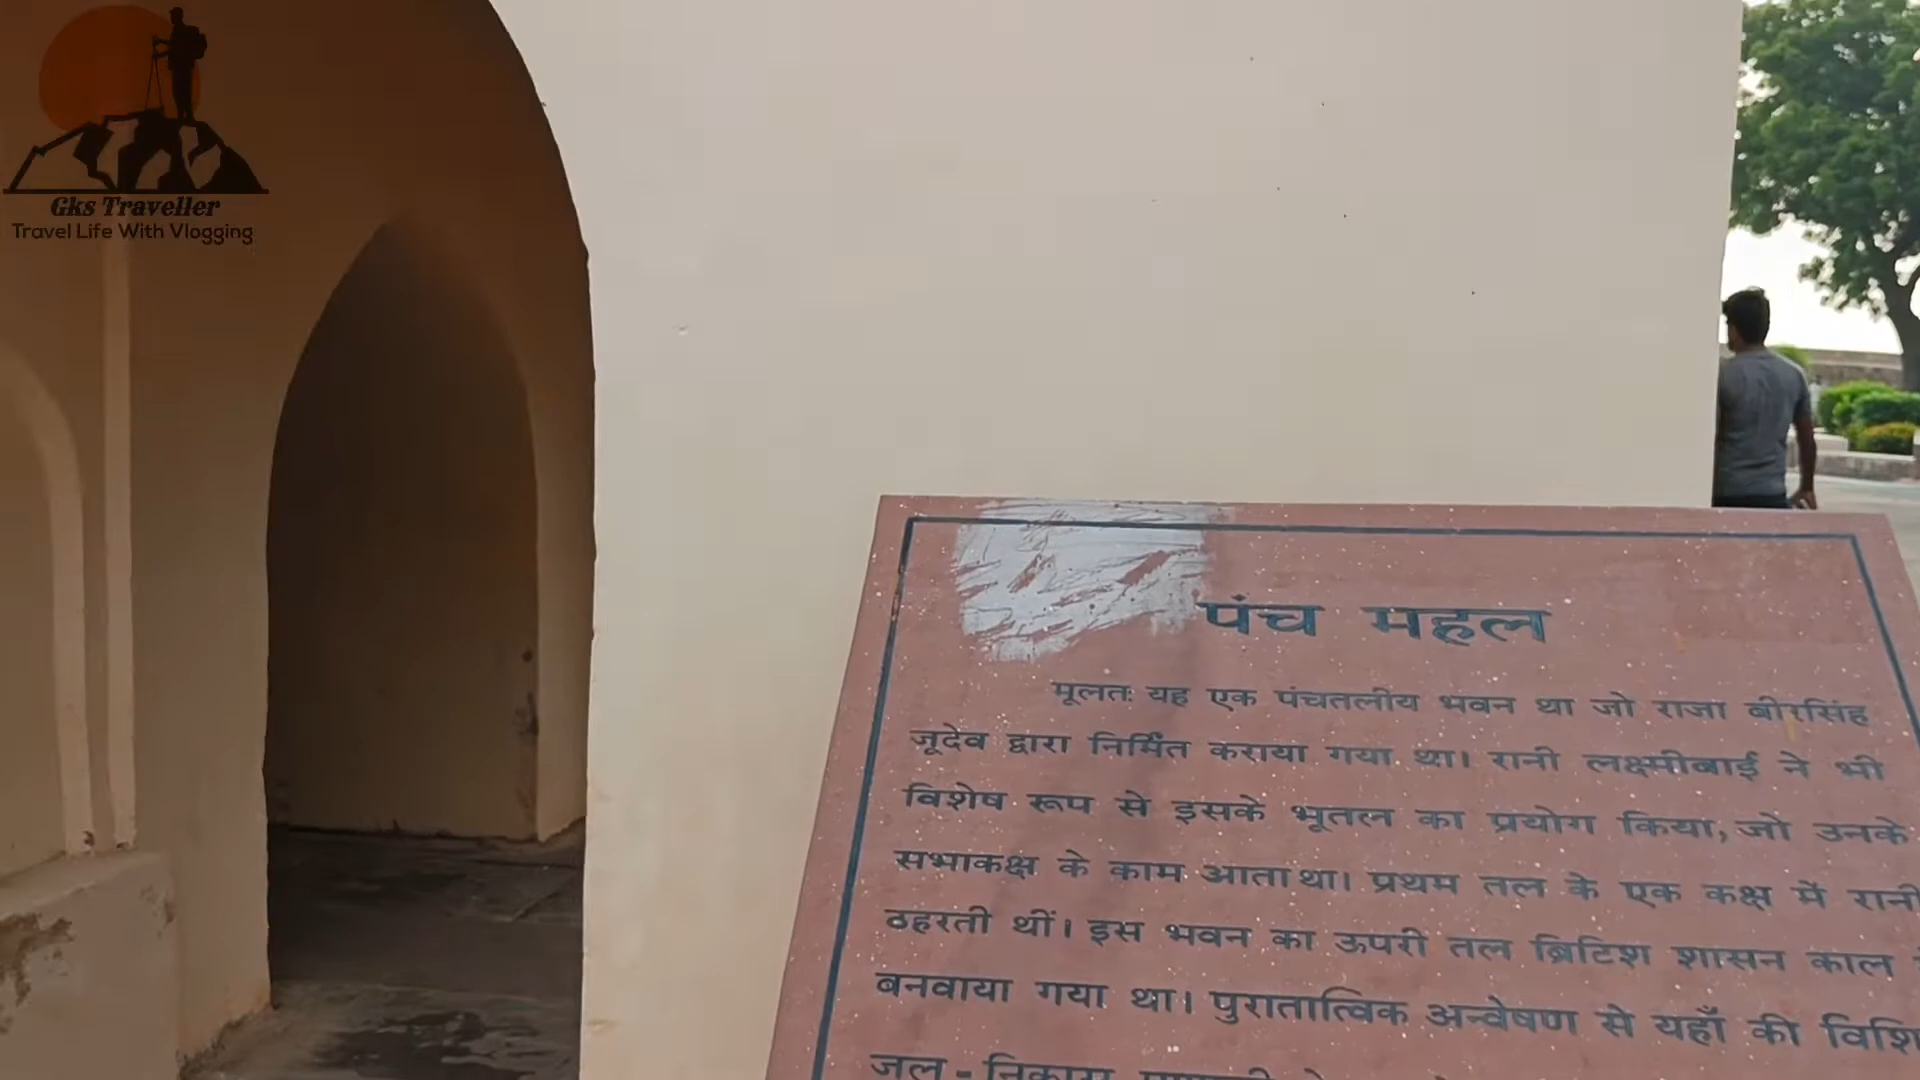 Gks Traveller
Travel Life With Vlogging
पंच महल
मूलतः यह एक पंचतलीय भवन था जो राजा बीरसिंह
जूदेव द्वारा निर्मित कराया गया था। रानी लक्ष्मीबाई ने भी
विशेष रूप से इसके भूतल का प्रयोग किया, जो उनके
सभाकक्ष के काम आता था। प्रथम तल के एक कक्ष में रानी
ठहरती थीं। इस भवन का ऊपरी तल ब्रिटिश शासन काल
बनवाया गया था। पुरातात्विक अन्वेषण से यहाँ की
जल - निकास